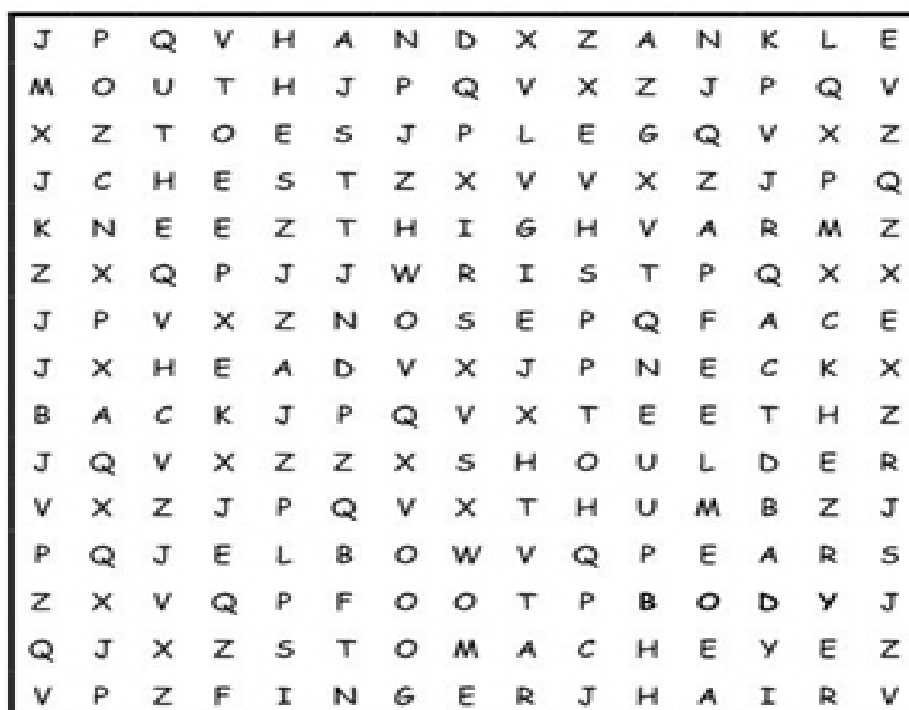 J P Q V H A N D X Z A N K L E
M O U T H J P Q V X Z J P Q V
X Z T O E S J P L E G Q V X Z
J C H E S T Z X V V X Z J P Q
K N E E Z T H I G H V A R M Z
Z X Q P J J W R I S T P Q X X
J P V X Z N O S E P Q F A C E
J X H E A D V X J P N E C K X
B A C K J P Q V X T E E T H Z
J Q V X Z Z X S H O U L D E R
V X Z J P Q V X T H U M B Z J
P Q J E L B O W V Q P E A R S
Z X V Q P F O O T P B O D Y J
Q J X Z S T O M A C H E Y E Z
V P Z F I N G E R J H A I R V